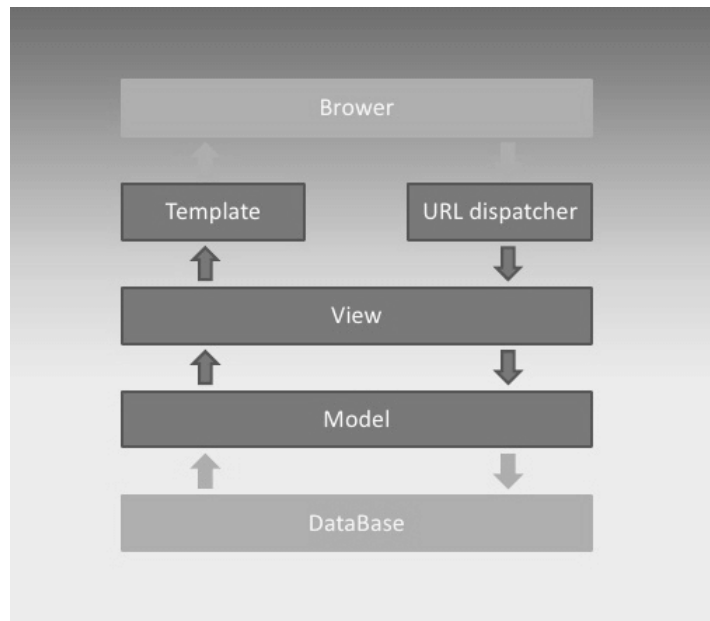 Brower
Template
URL dispatcher
View
Model
DataBase